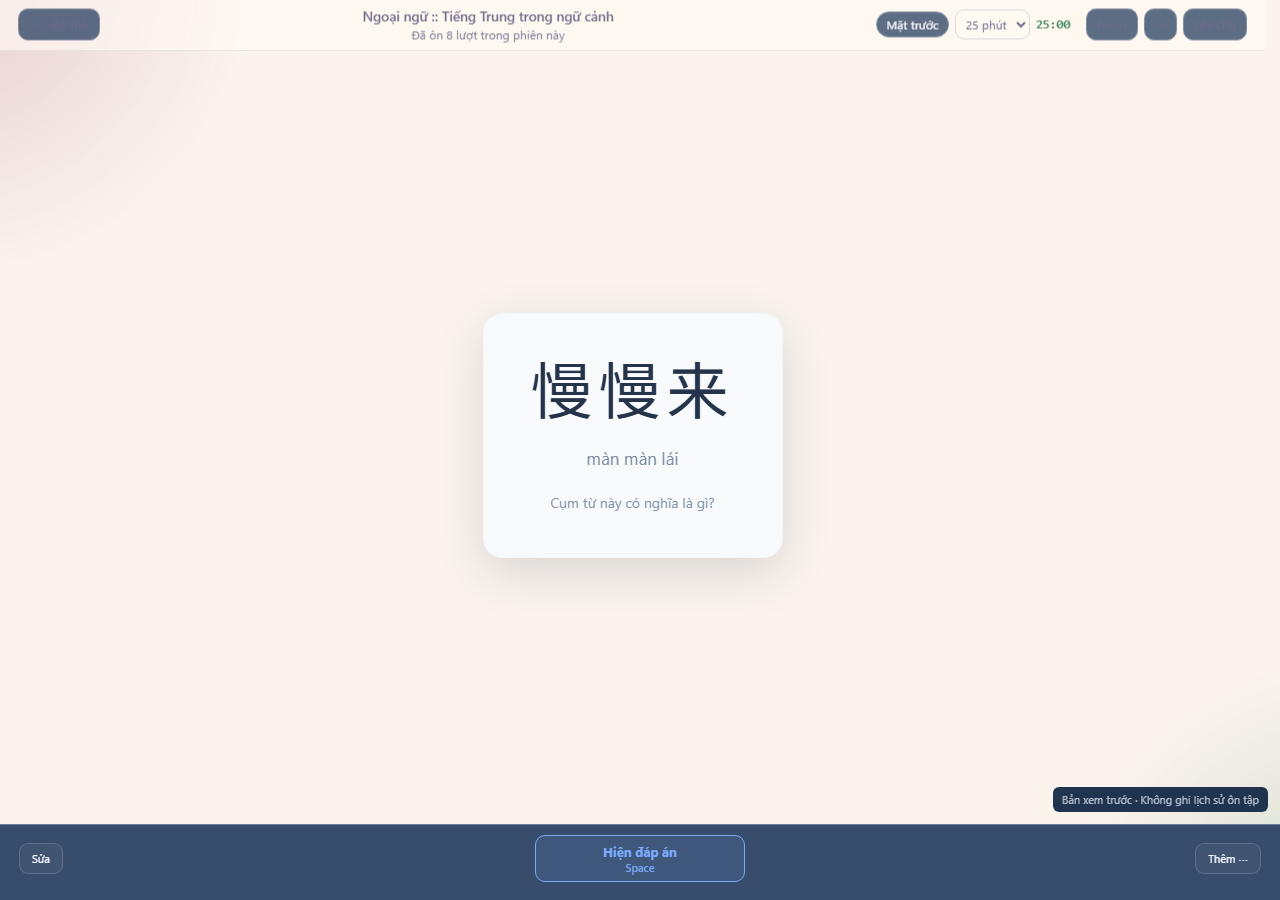 Ngoại ngữ :: Tiếng Trung trong ngữ cảnh
Đã ôn 8 lượt trong phiên này
Mặt trước
25 phút
25:00
慢慢来
màn màn lái
Cụm từ này có nghĩa là gì?
Bản xem trước · Không ghi lịch sử ôn tập
Sửa
Hiện đáp án
Space
Thêm ···